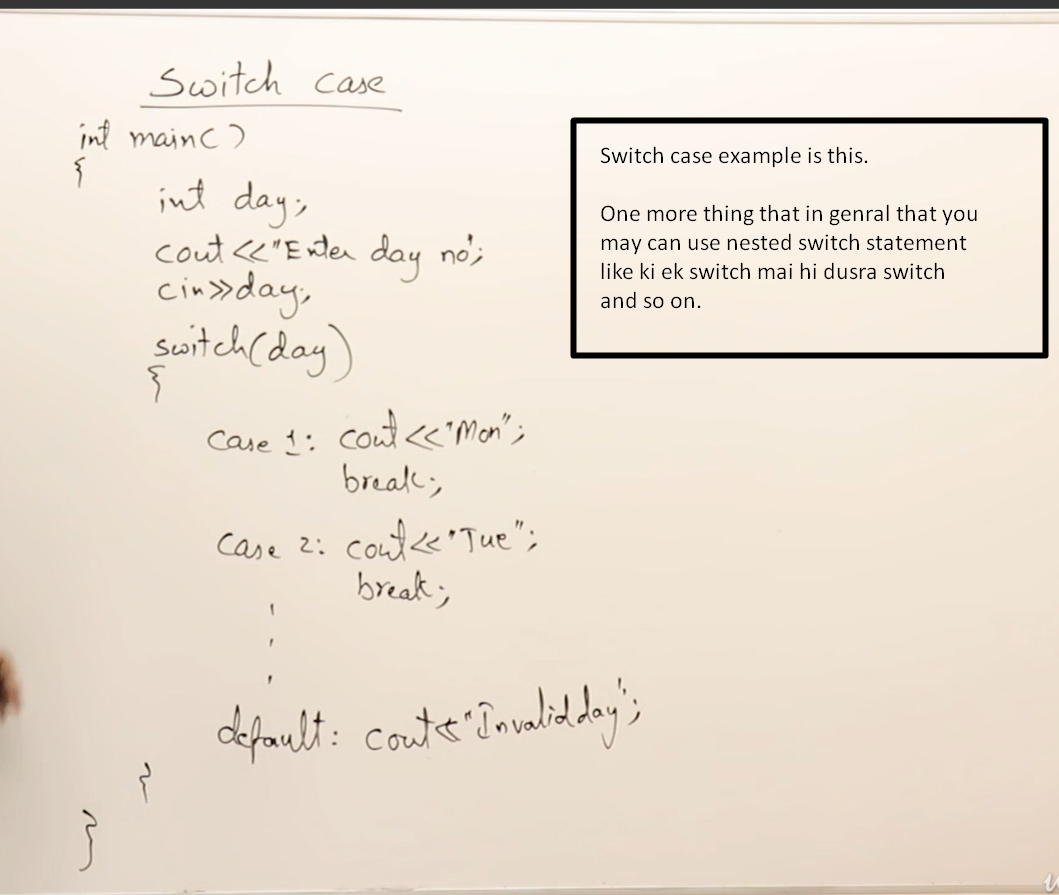 Switch case
int main()
{
int day;
cout<<"Enter day no";
cin>>day;
switch(day)
{
case 1: cout<<"Mon";
break;
case 2: cout<<"Tue";
break;
default: cout<<"Invalid day";
}
}
Switch case example is this.
One more thing that in genral that you
may can use nested switch statement
like ki ek switch mai hi dusra switch
and so on.